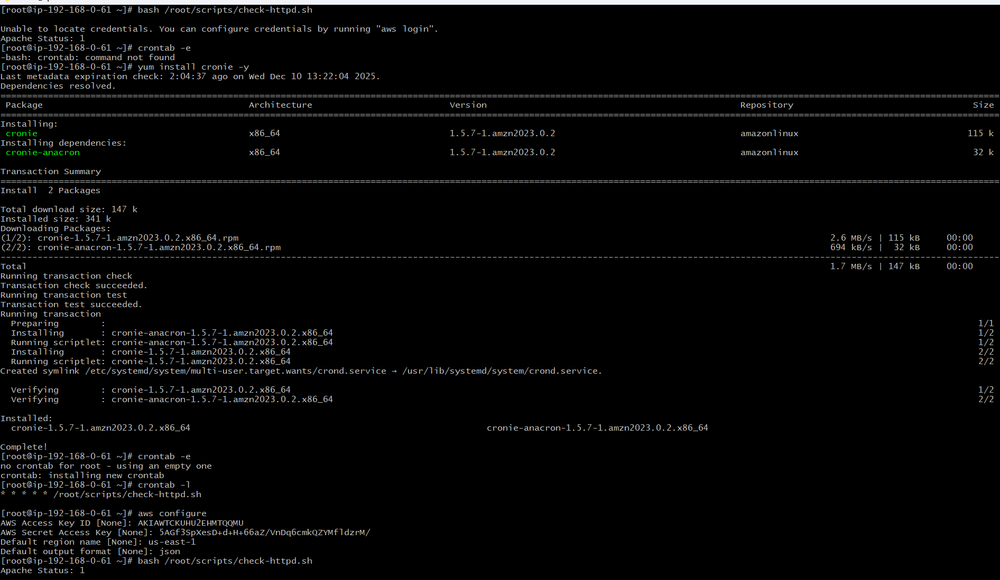 [root@ip-192-168-0-61 ~]# bash /root/scripts/check-httpd.sh
Unable to locate credentials. You can configure credentials by running "aws login".
Apache Status: 1
[root@ip-192-168-0-61 ~]# crontab -e
-bash: crontab: command not found
[root@ip-192-168-0-61 ~]# yum install cronie -y
Last metadata expiration check: 2:04:37 ago on Wed Dec 10 13:22:04 2025.
Dependencies resolved.
Package Architecture Version Repository Size
Installing:
cronie x86_64 1.5.7-1.amzn2023.0.2 amazonlinux 115 k
Installing dependencies:
cronie-anacron x86_64 1.5.7-1.amzn2023.0.2 amazonlinux 32 k
Transaction Summary
Install  2 Packages
Total download size: 147 k
Installed size: 341 k
Downloading Packages:
(1/2): cronie-1.5.7-1.amzn2023.0.2.x86_64.rpm 2.6 MB/s | 115 kB 00:00
(2/2): cronie-anacron-1.5.7-1.amzn2023.0.2.x86_64.rpm 694 kB/s | 32 kB 00:00
Total 1.7 MB/s | 147 kB 00:00
Running transaction check
Transaction check succeeded.
Running transaction test
Transaction test succeeded.
Running transaction
Preparing : 1/1
Installing : cronie-anacron-1.5.7-1.amzn2023.0.2.x86_64 1/2
Running scriptlet: cronie-anacron-1.5.7-1.amzn2023.0.2.x86_64 1/2
Installing : cronie-1.5.7-1.amzn2023.0.2.x86_64 2/2
Running scriptlet: cronie-1.5.7-1.amzn2023.0.2.x86_64 2/2
Created symlink /etc/systemd/system/multi-user.target.wants/crond.service → /usr/lib/systemd/system/crond.service.
Verifying : cronie-1.5.7-1.amzn2023.0.2.x86_64 1/2
Verifying : cronie-anacron-1.5.7-1.amzn2023.0.2.x86_64 2/2
Installed:
cronie-1.5.7-1.amzn2023.0.2.x86_64 cronie-anacron-1.5.7-1.amzn2023.0.2.x86_64
Complete!
[root@ip-192-168-0-61 ~]# crontab -e
no crontab for root - using an empty one
crontab: installing new crontab
[root@ip-192-168-0-61 ~]# crontab -l
* * * * * /root/scripts/check-httpd.sh
[root@ip-192-168-0-61 ~]# aws configure
AWS Access Key ID [None]: AKIAWTCKUHU2EHMTQQMU
AWS Secret Access Key [None]: 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
Default region name [None]: us-east-1
Default output format [None]: json
[root@ip-192-168-0-61 ~]# bash /root/scripts/check-httpd.sh
Apache Status: 1